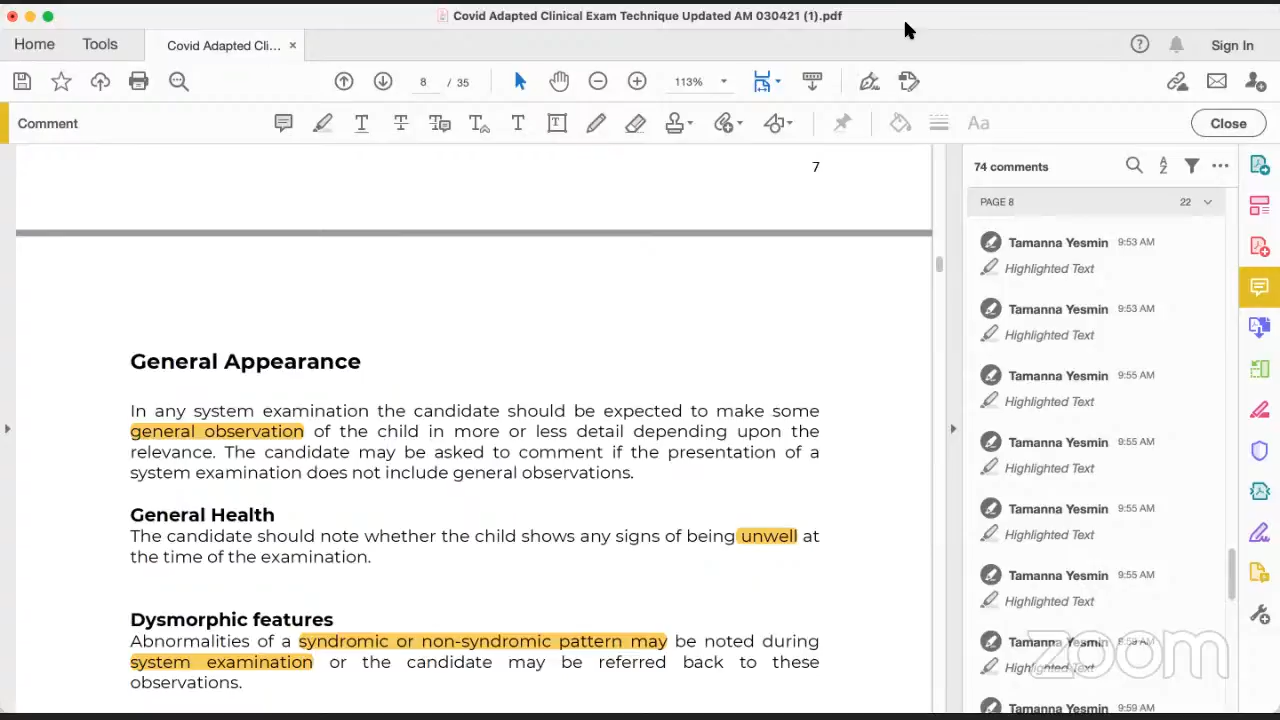 Covid Adapted Clinical Exam Technique Updated AM 030421 (1).pdf
Home Tools Covid Adapted Cli... × ? Sign In
8 / 35 113%
Comment T T T T T T Aa Close
7
General Appearance
In any system examination the candidate should be expected to make some
general observation of the child in more or less detail depending upon the
relevance. The candidate may be asked to comment if the presentation of a
system examination does not include general observations.
General Health
The candidate should note whether the child shows any signs of being unwell at
the time of the examination.
Dysmorphic features
Abnormalities of a syndromic or non-syndromic pattern may be noted during
system examination or the candidate may be referred back to these
observations.
74 comments
PAGE 8 22
Tamanna Yesmin 9:53 AM
Highlighted Text
Tamanna Yesmin 9:53 AM
Highlighted Text
Tamanna Yesmin 9:55 AM
Highlighted Text
Tamanna Yesmin 9:55 AM
Highlighted Text
Tamanna Yesmin 9:55 AM
Highlighted Text
Tamanna Yesmin 9:55 AM
Highlighted Text
Tamanna Yesmin 8:59 AM
Highlighted Text
Tamanna Yesmin 9:59 AM
zoom